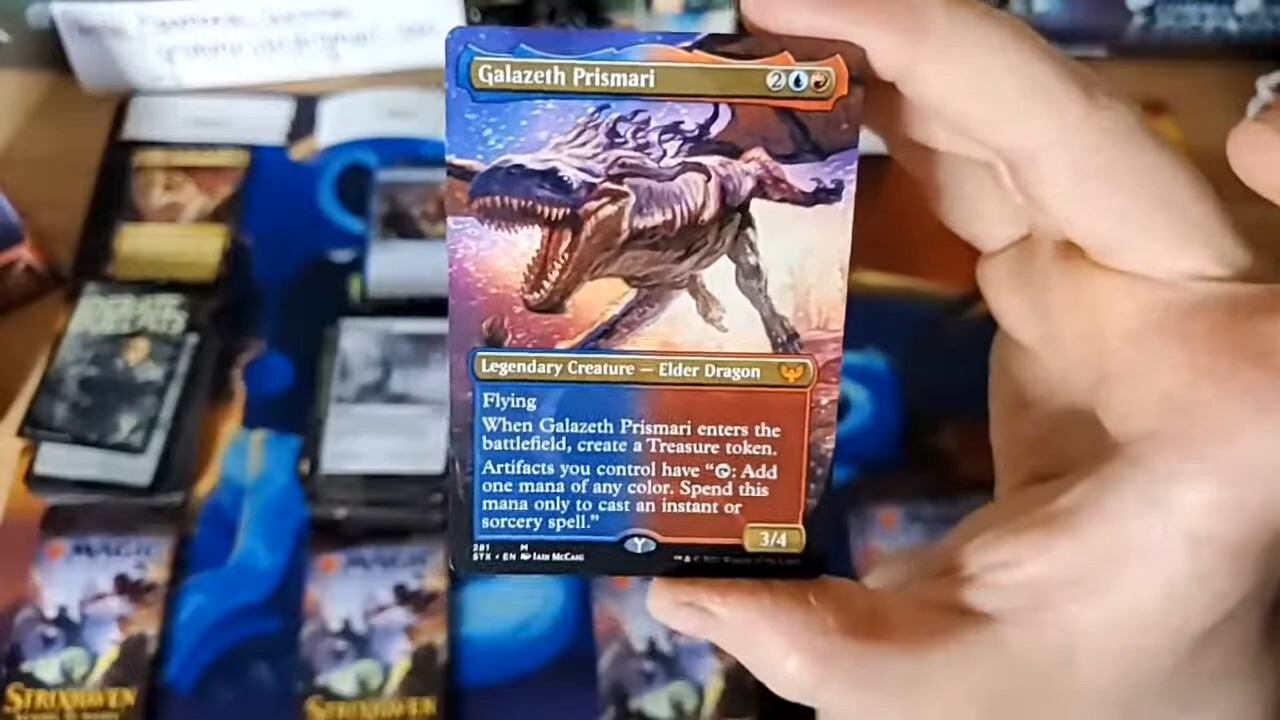 Galazeth Prismari 2
Legendary Creature — Elder Dragon
Flying
When Galazeth Prismari enters the
battlefield, create a Treasure token.
Artifacts you control have “: Add
one mana of any color. Spend this
mana only to cast an instant or
sorcery spell.”
3/4
281 M
STX • EN Iain McCaig
MAGIC
STRIXHAVEN
MAGIC
STRIXHAVEN